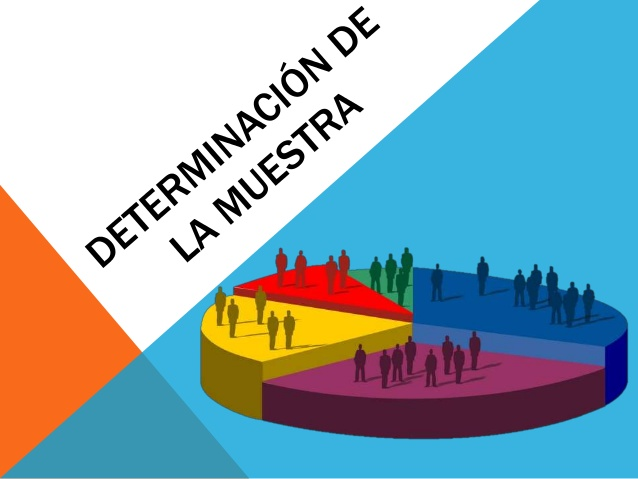 DETERMINACIÓN DE
LA MUESTRA